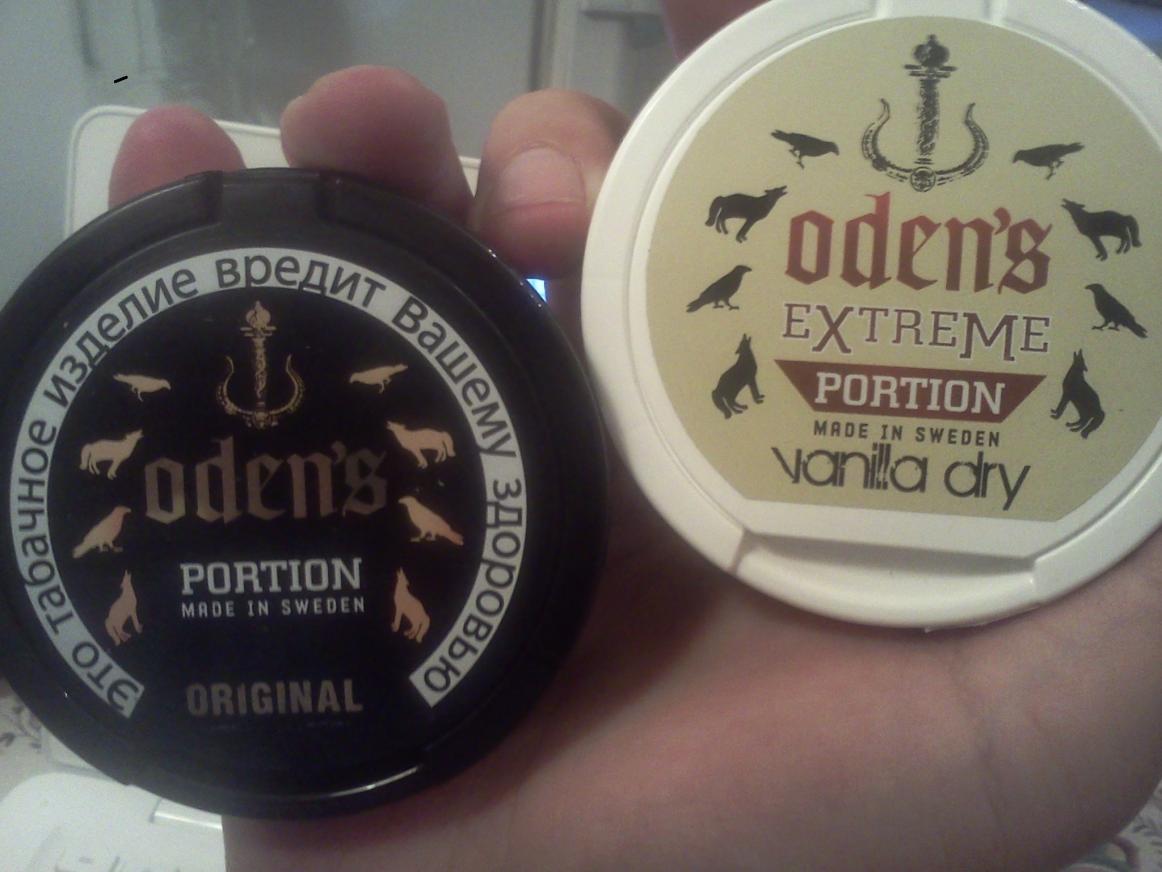 это табачное изделие вредит вашему здоровью
oden's
PORTION
MADE IN SWEDEN
ORIGINAL
oden's
EXTREME
PORTION
MADE IN SWEDEN
vanilla dry